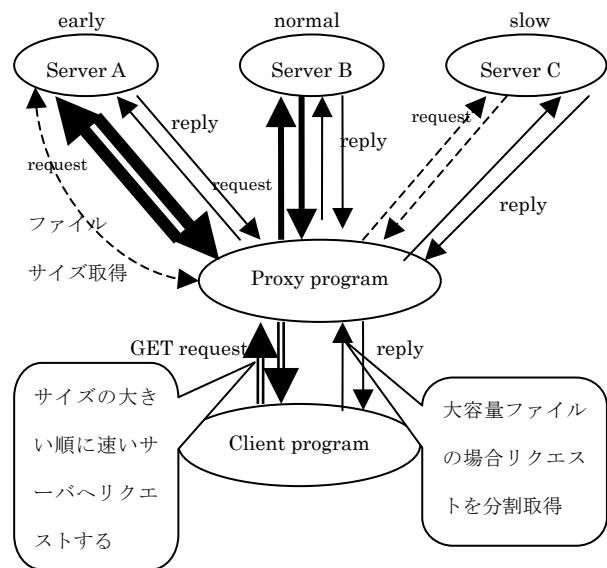 early
normal
slow
Server A
Server B
Server C
reply
request
reply
request
request
reply
ファイル
サイズ取得
Proxy program
GET request
reply
サイズの大き
い順に速いサ
ーバへリクエ
ストする
Client program
大容量ファイル
の場合リクエス
トを分割取得